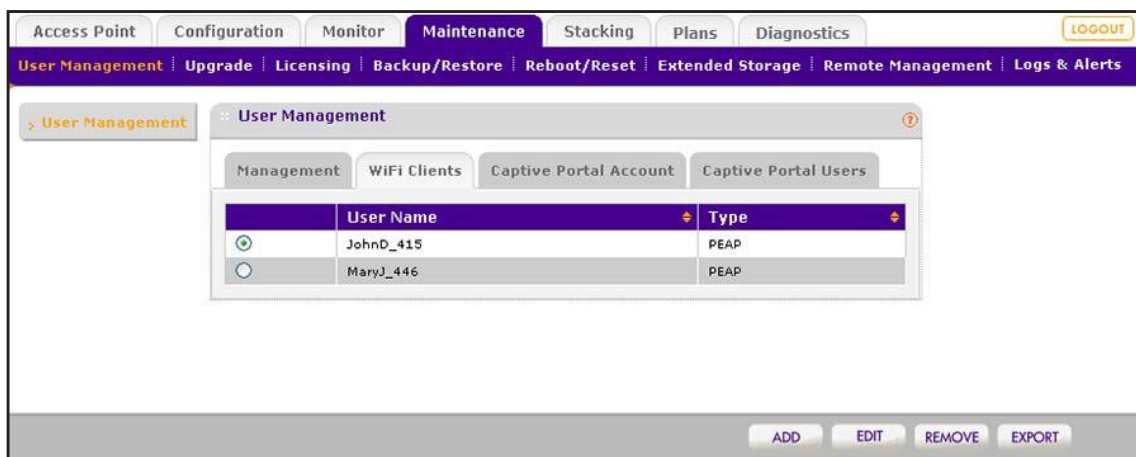 Access Point Configuration Monitor Maintenance Stacking Plans Diagnostics LOGOUT
User Management Upgrade Licensing Backup/Restore Reboot/Reset Extended Storage Remote Management Logs & Alerts
User Management
User Management
?
Management WiFi Clients Captive Portal Account Captive Portal Users
User Name Type
JohnD_415 PEAP
MaryJ_446 PEAP
ADD EDIT REMOVE EXPORT